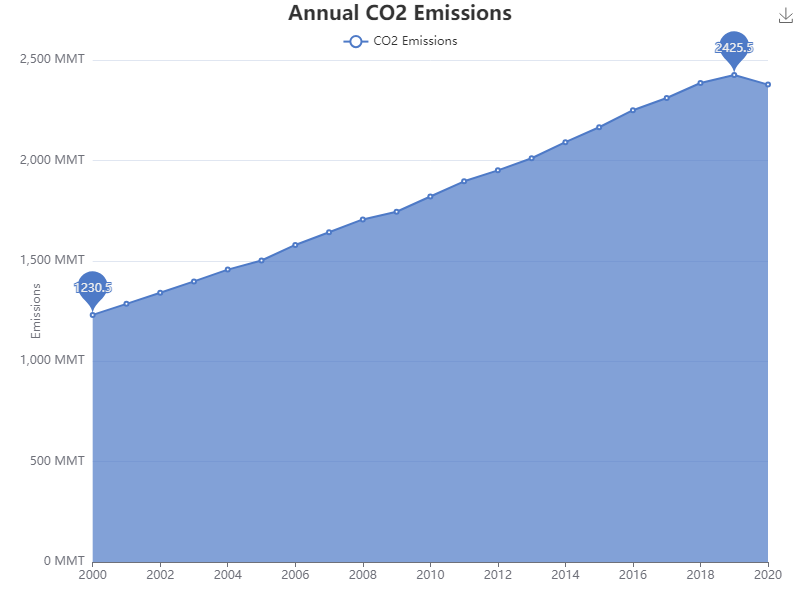 Annual CO2 Emissions
CO2 Emissions
2,500 MMT
2425.5
2,000 MMT
1,500 MMT
1230.5
Emissions
1,000 MMT
500 MMT
0 MMT
2000 2002 2004 2006 2008 2010 2012 2014 2016 2018 2020